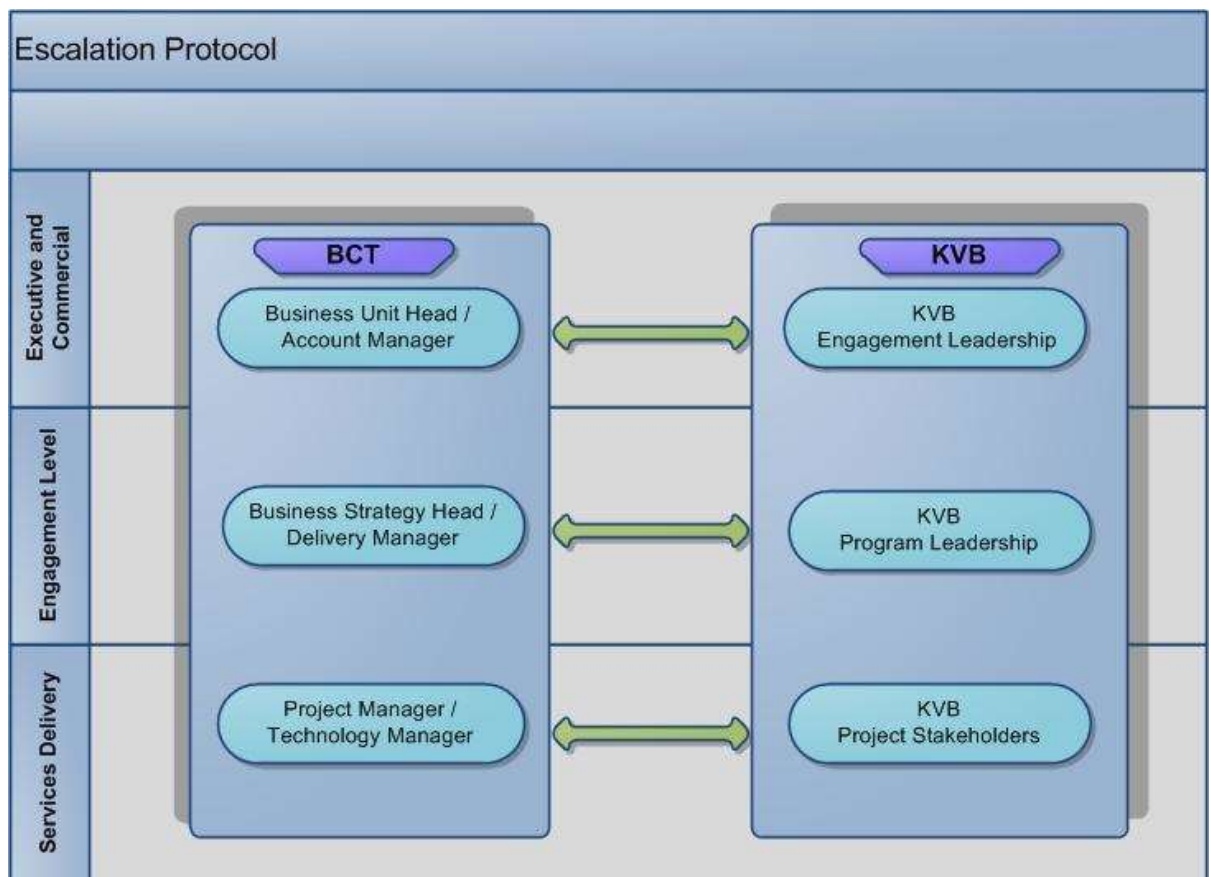 Escalation Protocol
Executive and
Commercial
BCT
KVB
Business Unit Head /
Account Manager
KVB
Engagement Leadership
Engagement Level
Business Strategy Head /
Delivery Manager
KVB
Program Leadership
Services Delivery
Project Manager /
Technology Manager
KVB
Project Stakeholders